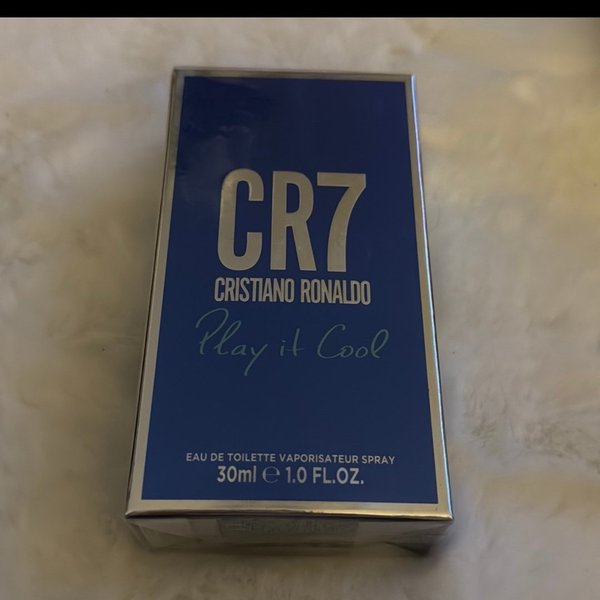 CR7
CRISTIANO RONALDO
Play it Cool
EAU DE TOILETTE VAPORISATEUR SPRAY
30ml ℮ 1.0 FL.OZ.